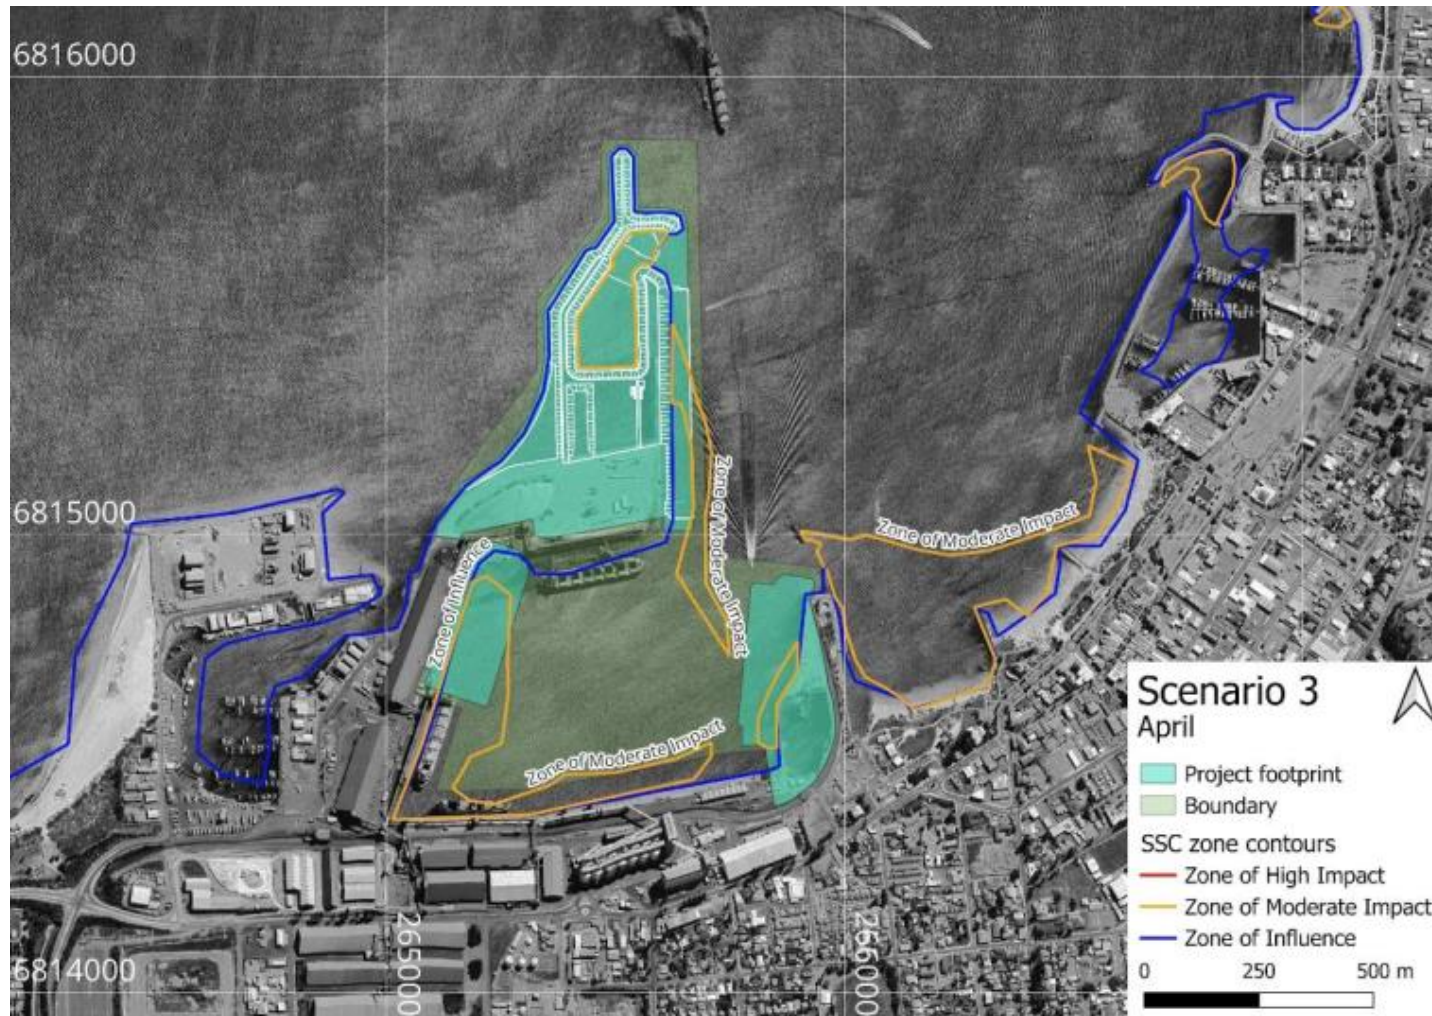 6816000
Zone of Moderate Impact
Zone of Moderate Impact
6815000
Zone of Influence
Zone of Moderate Impact
Scenario 3
April
Project footprint
Boundary
SSC zone contours
Zone of High Impact
Zone of Moderate Impact
Zone of Influence
0 250 500 m
6814000
265000
266000